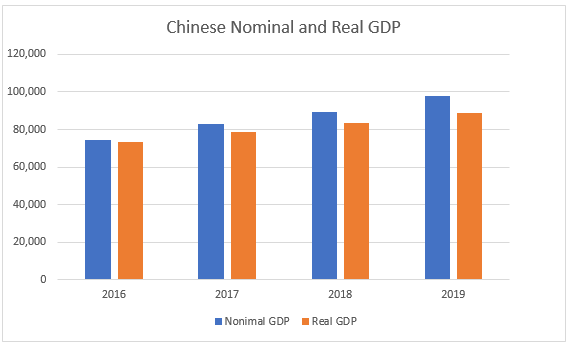 Chinese Nominal and Real GDP
120,000
100,000
80,000
60,000
40,000
20,000
0
2016 2017 2018 2019
Nonimal GDP Real GDP